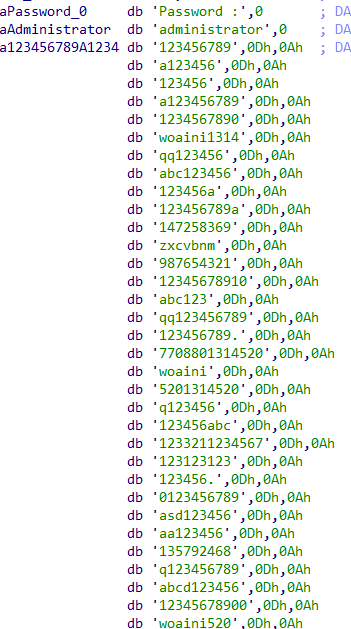 aPassword_0 db 'Password :',0 ; DA
aAdministrator db 'administrator',0 ; DA
a123456789A1234 db '123456789',0Dh,0Ah ; DA
db 'a123456',0Dh,0Ah
db '123456',0Dh,0Ah
db 'a123456789',0Dh,0Ah
db '1234567890',0Dh,0Ah
db 'woaini1314',0Dh,0Ah
db 'qq123456',0Dh,0Ah
db 'abc123456',0Dh,0Ah
db '123456a',0Dh,0Ah
db '123456789a',0Dh,0Ah
db '147258369',0Dh,0Ah
db 'zxcvbnm',0Dh,0Ah
db '987654321',0Dh,0Ah
db '12345678910',0Dh,0Ah
db 'abc123',0Dh,0Ah
db 'qq123456789',0Dh,0Ah
db '123456789.',0Dh,0Ah
db '7708801314520',0Dh,0Ah
db 'woaini',0Dh,0Ah
db '5201314520',0Dh,0Ah
db 'q123456',0Dh,0Ah
db '123456abc',0Dh,0Ah
db '1233211234567',0Dh,0Ah
db '123123123',0Dh,0Ah
db '123456.',0Dh,0Ah
db '0123456789',0Dh,0Ah
db 'asd123456',0Dh,0Ah
db 'aa123456',0Dh,0Ah
db '135792468',0Dh,0Ah
db 'q123456789',0Dh,0Ah
db 'abcd123456',0Dh,0Ah
db '12345678900',0Dh,0Ah
db 'woaini520',0Dh,0Ah